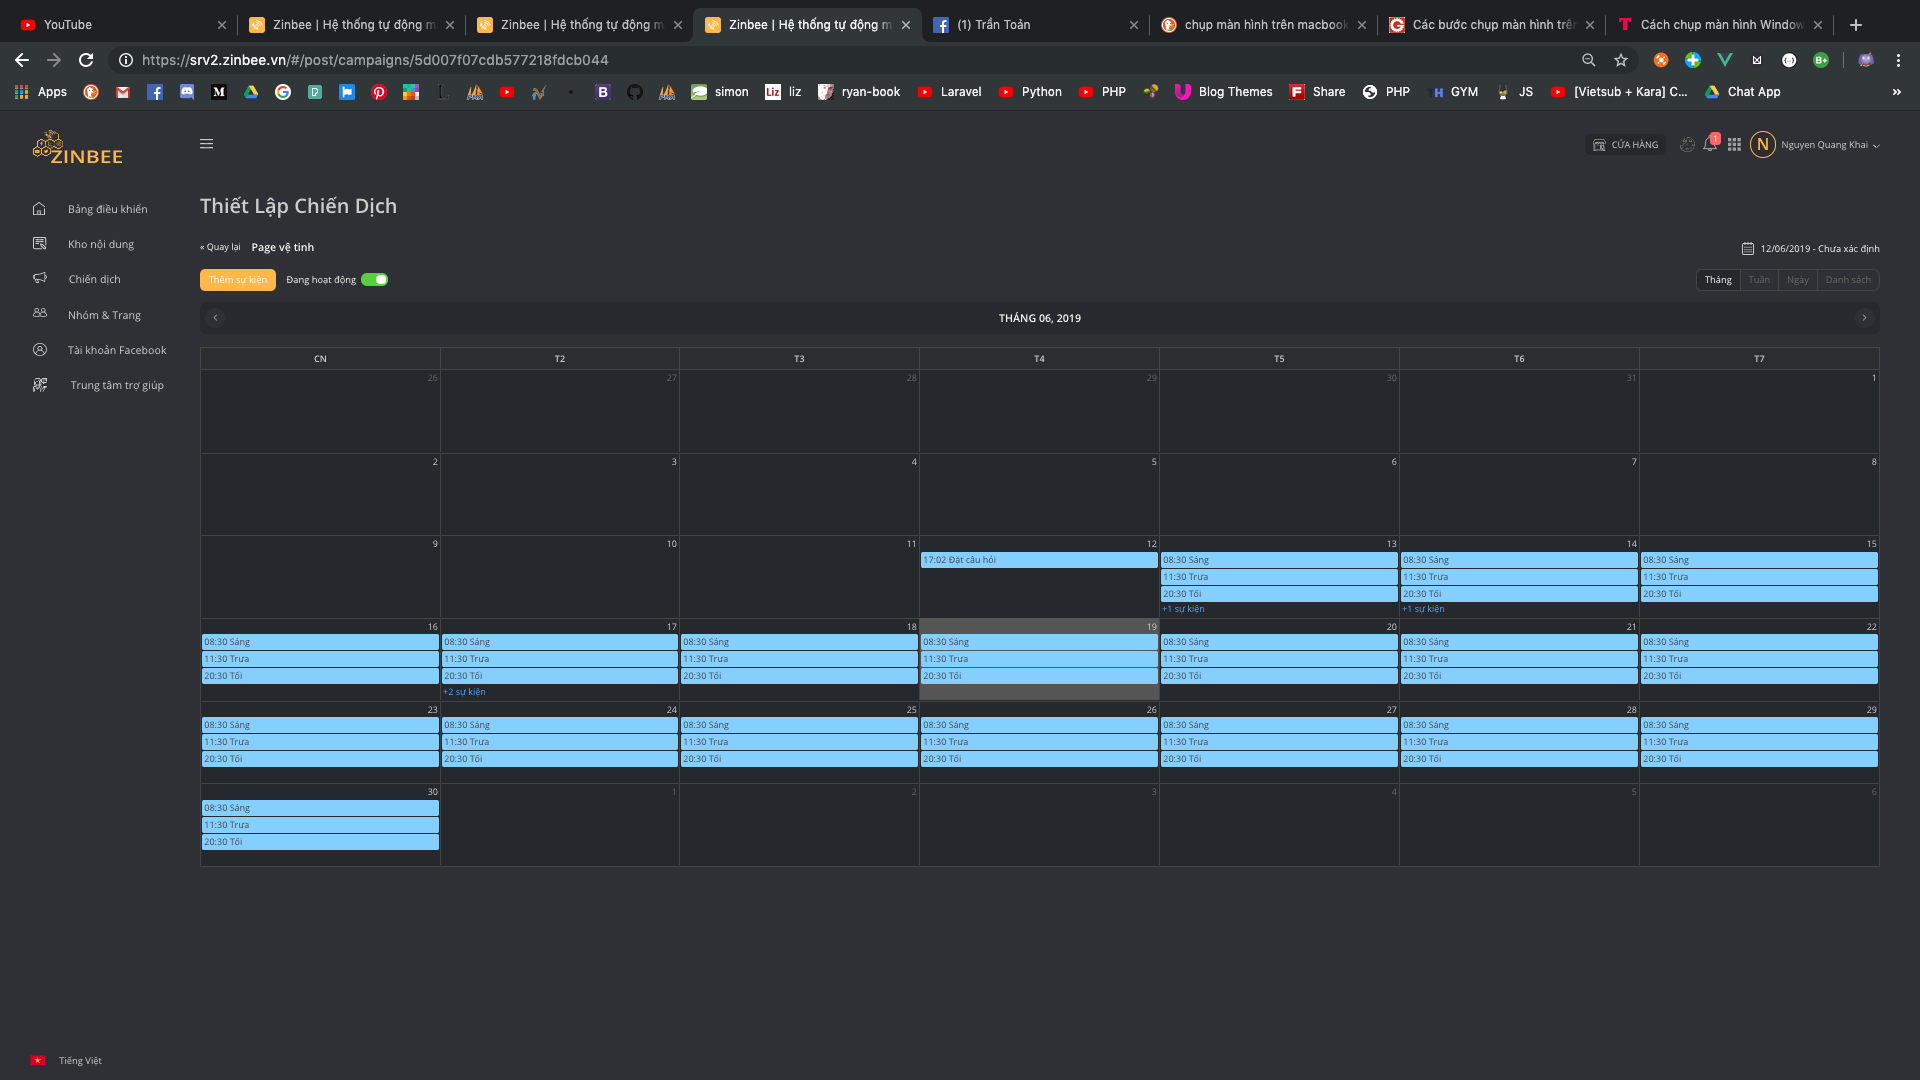 YouTube
Zinbee | Hệ thống tự động m
Zinbee | Hệ thống tự động m
Zinbee | Hệ thống tự động m
(1) Trần Toản
chụp màn hình trên macbook
Các bước chụp màn hình trên
Cách chụp màn hình Window
https://srv2.zinbee.vn/#/post/campaigns/5d007f07cdb577218fdcb044
Apps
simon
Liz liz
ryan-book
Laravel
Python
PHP
Blog Themes
Share
PHP
GYM
JS
[Vietsub + Kara] C...
Chat App
»
ZINBEE
CỬA HÀNG
1
N
Nguyen Quang Khai
Bảng điều khiển
Kho nội dung
Chiến dịch
Nhóm & Trang
Tài khoản Facebook
Trung tâm trợ giúp
Thiết Lập Chiến Dịch
« Quay lại Page vệ tinh
12/06/2019 - Chưa xác định
Thêm sự kiện Đang hoạt động
Tháng Tuần Ngày Danh sách
THÁNG 06, 2019
CN T2 T3 T4 T5 T6 T7
26 27 28 29 30 31 1
2 3 4 5 6 7 8
9 10 11 12 13 14 15
17:02 Đặt câu hỏi 08:30 Sáng 08:30 Sáng 08:30 Sáng
11:30 Trưa 11:30 Trưa 11:30 Trưa
20:30 Tối 20:30 Tối 20:30 Tối
+1 sự kiện +1 sự kiện
16 17 18 19 20 21 22
08:30 Sáng 08:30 Sáng 08:30 Sáng 08:30 Sáng 08:30 Sáng 08:30 Sáng 08:30 Sáng
11:30 Trưa 11:30 Trưa 11:30 Trưa 11:30 Trưa 11:30 Trưa 11:30 Trưa 11:30 Trưa
20:30 Tối 20:30 Tối 20:30 Tối 20:30 Tối 20:30 Tối 20:30 Tối 20:30 Tối
+2 sự kiện
23 24 25 26 27 28 29
08:30 Sáng 08:30 Sáng 08:30 Sáng 08:30 Sáng 08:30 Sáng 08:30 Sáng 08:30 Sáng
11:30 Trưa 11:30 Trưa 11:30 Trưa 11:30 Trưa 11:30 Trưa 11:30 Trưa 11:30 Trưa
20:30 Tối 20:30 Tối 20:30 Tối 20:30 Tối 20:30 Tối 20:30 Tối 20:30 Tối
30 1 2 3 4 5 6
08:30 Sáng
11:30 Trưa
20:30 Tối
Tiếng Việt